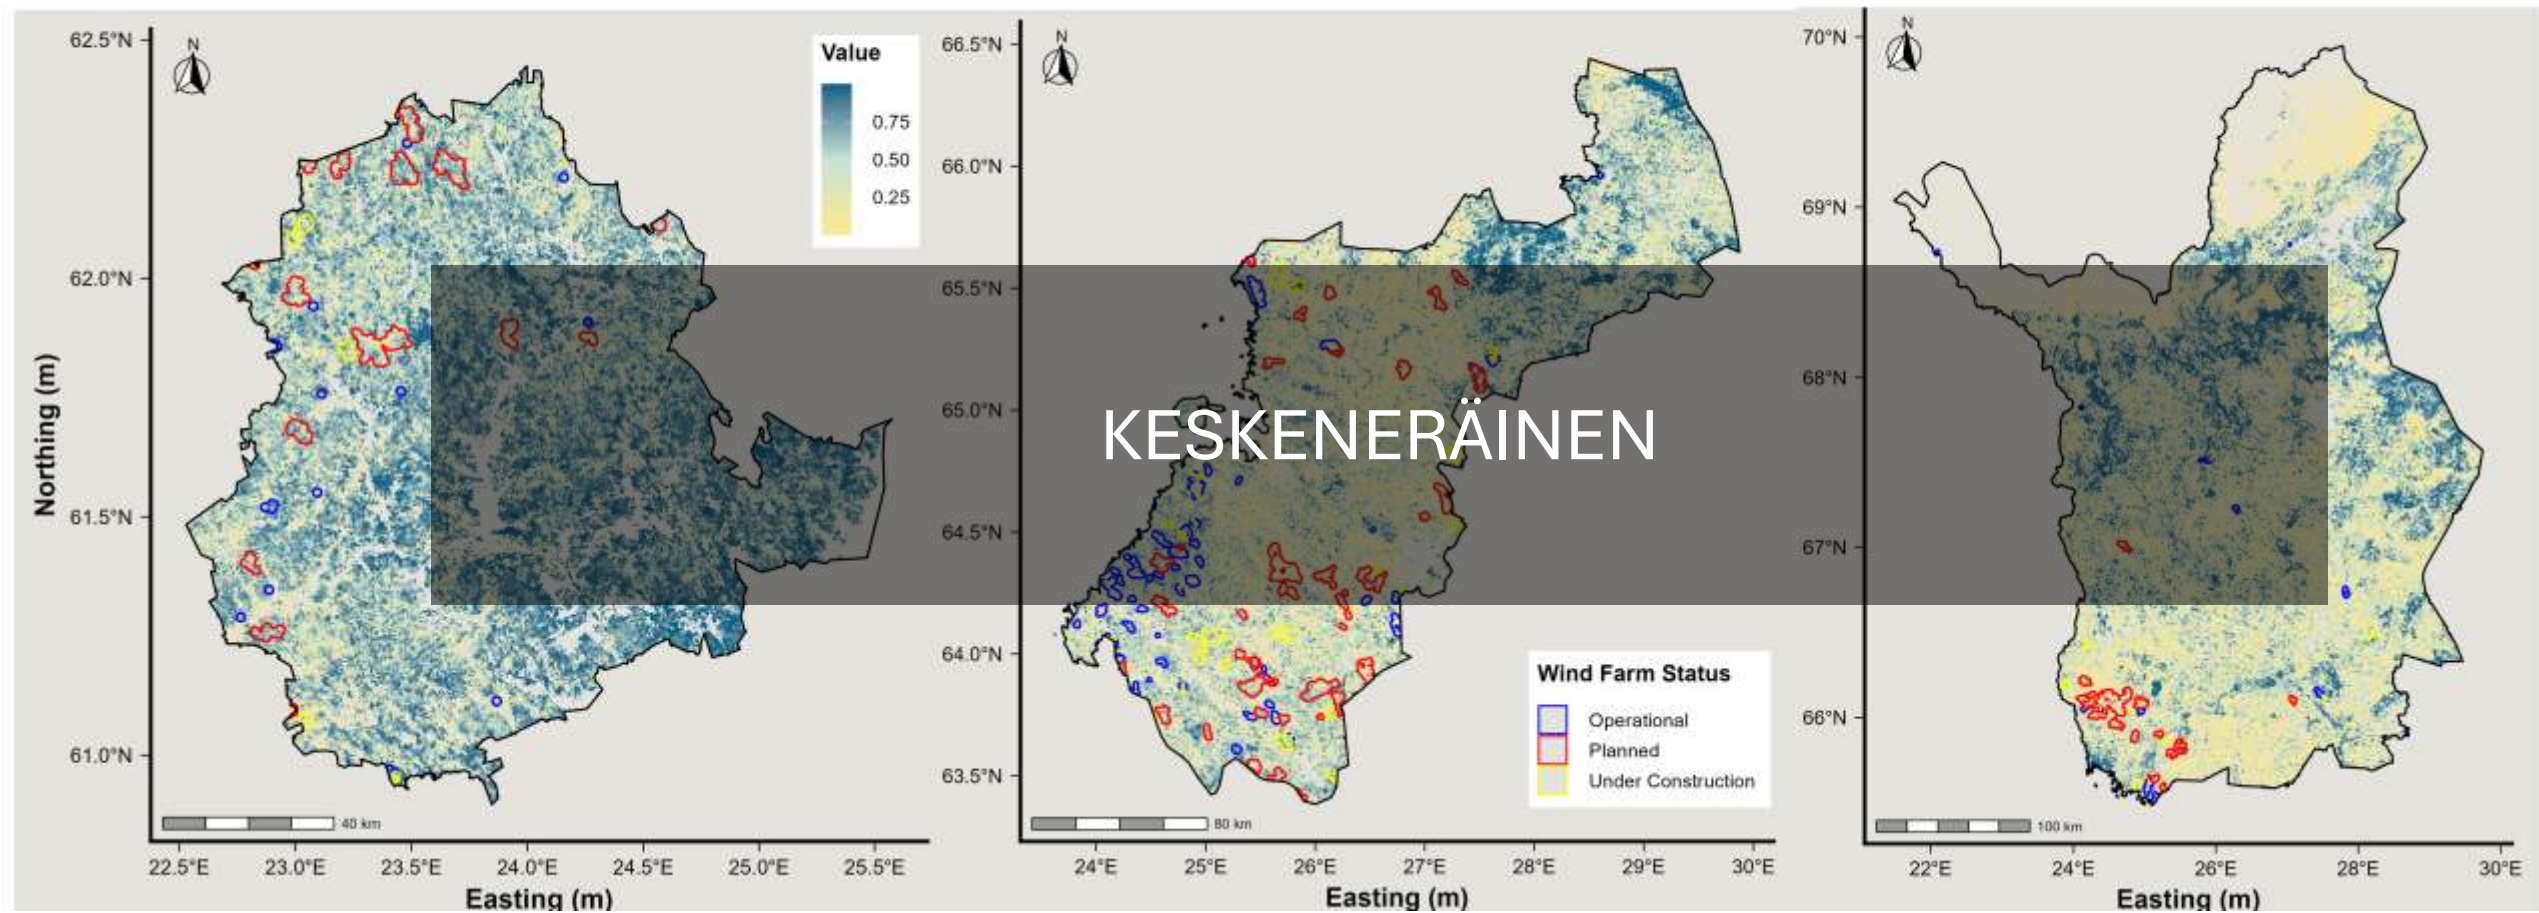 N
62.5°N
62.0°N
61.5°N
61.0°N
Northing (m)
22.5°E 23.0°E 23.5°E 24.0°E 24.5°E 25.0°E 25.5°E
Easting (m)
40 km
Value
0.75
0.50
0.25
N
66.5°N
66.0°N
65.5°N
65.0°N
64.5°N
64.0°N
63.5°N
24°E 25°E 26°E 27°E 28°E 29°E 30°E
Easting (m)
80 km
KESKENERÄINEN
Wind Farm Status
Operational
Planned
Under Construction
N
70°N
69°N
68°N
67°N
66°N
22°E 24°E 26°E 28°E 30°E
Easting (m)
100 km